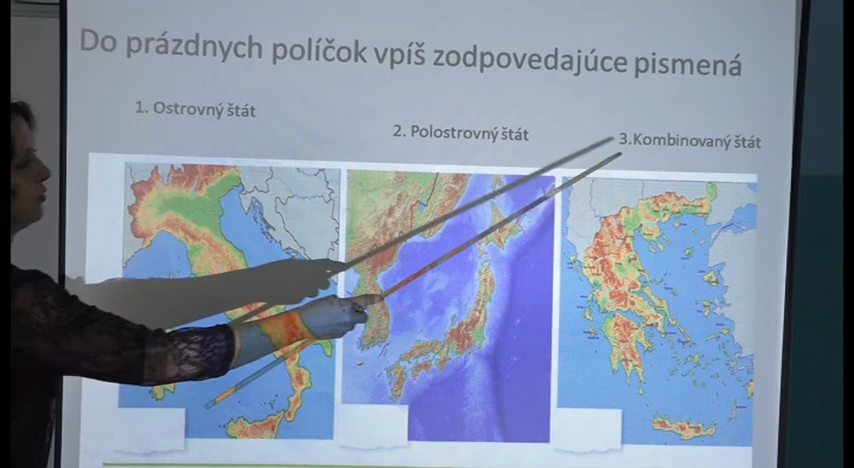 Do prázdnych políčok vpíš zodpovedajúce pismená
1. Ostrovný štát
2. Polostrovný štát
3.Kombinovaný štát